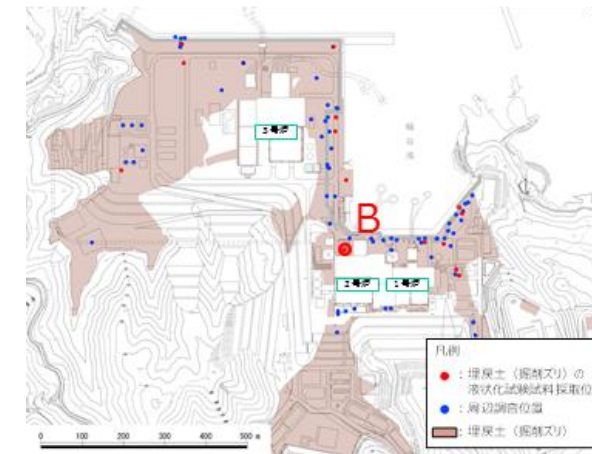 3号炉
B
2号炉
1号炉
凡例
：埋戻土（掘削ズリ）の
液状化試験試料採取位
：周辺調査位置
：埋戻土（掘削ズリ）
0 100 200 300 400 500 m